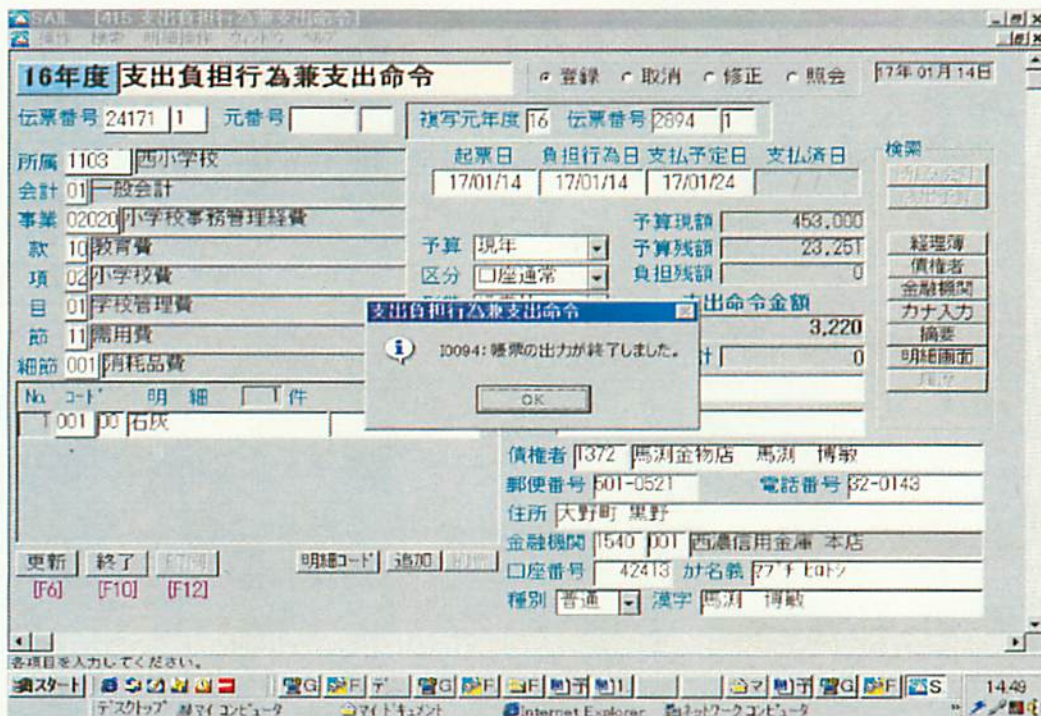 SAIL - [415 支出負担行為兼支出命令]
操作 検索 明細操作 ウィンドウ ヘルプ
16年度 支出負担行為兼支出命令 登録 取消 修正 照会 17年01月14日
伝票番号 24171 1 元番号 複写元年度 16 伝票番号 2894 1
所属 1103 西小学校 起票日 負担行為日 支払予定日 支払済日 検索
会計 01 一般会計 17/01/14 17/01/14 17/01/24
事業 02020 小学校事務管理経費 予算現額 453,000
款 10 教育費 予算 現年 予算残額 23,251 経理簿
項 02 小学校費 区分 口座通常 負担残額 0 債権者
目 01 学校管理費 支出命令金額 金融機関
カナ入力
節 11 需用費 3,220 摘要
細節 001 消耗品費 計 0 明細画面
支出負担行為兼支出命令
I0094:帳票の出力が終了しました。
OK
No. コード 明 細 1 件
1 001 00 石灰
債権者 1372 馬渕金物店 馬渕 博敏
郵便番号 501-0521 電話番号 32-0143
住所 大野町 黒野
金融機関 1540 001 西濃信用金庫 本店
更新 終了 明細コード 追加
口座番号 42413 カナ名義 マブチ ヒロトシ
[F6] [F10] [F12]
種別 普通 漢字 馬渕 博敏
各項目を入力してください。
スタート 14:49
デスクトップ マイ コンピュータ マイ ドキュメント Internet Explorer ネットワークコンピュータ